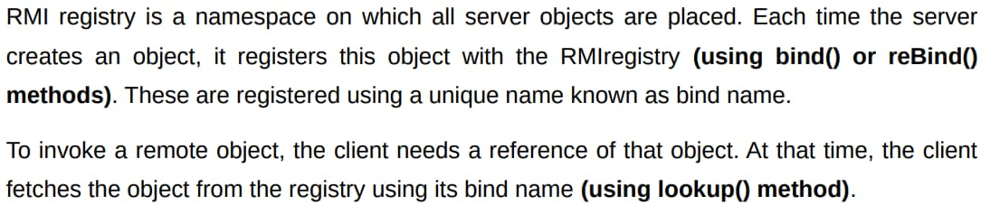 RMI registry is a namespace on which all server objects are placed. Each time the server
creates an object, it registers this object with the RMIregistry (using bind() or reBind()
methods). These are registered using a unique name known as bind name.
To invoke a remote object, the client needs a reference of that object. At that time, the client
fetches the object from the registry using its bind name (using lookup() method).